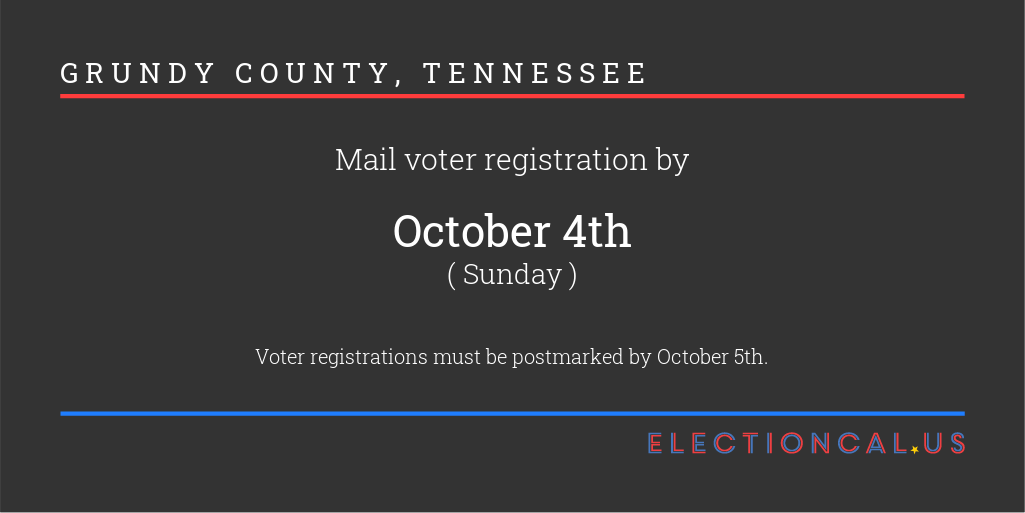 GRUNDY COUNTY, TENNESSEE
Mail voter registration by
October 4th
( Sunday )
Voter registrations must be postmarked by October 5th.
ELECTIONCAL.US